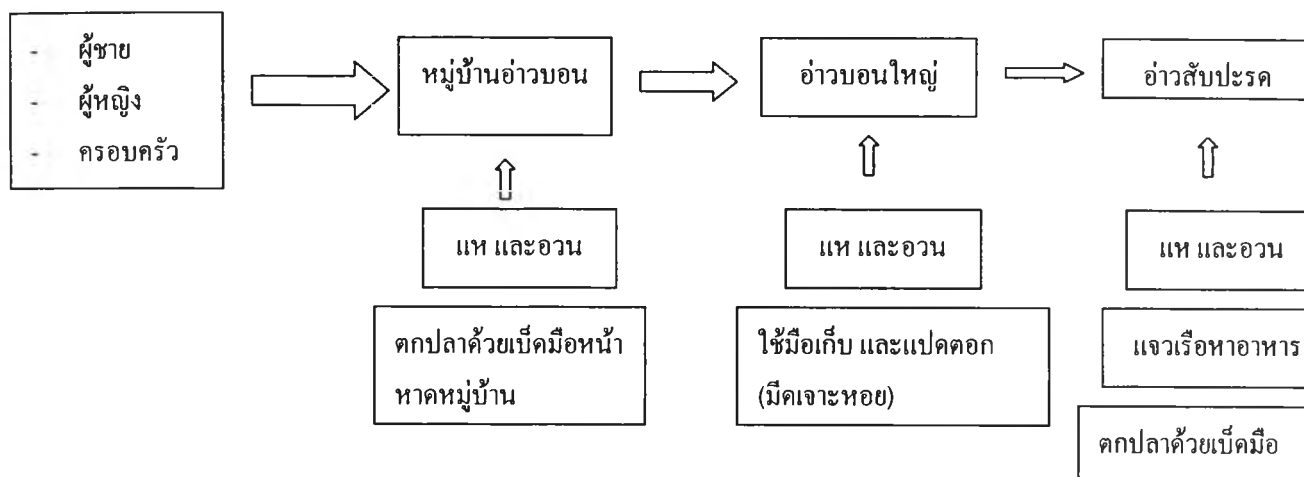 - ผู้ชาย
- ผู้หญิง
- ครอบครัว
หมู่บ้านอ่าวบอน
อ่าวบอนใหญ่
อ่าวสับปะรด
แห และอวน
แห และอวน
แห และอวน
ตกปลาด้วยเบ็ดมือหน้า
หาดหมู่บ้าน
ใช้มือเก็บ และแปดตอก
(มีดเจาะหอย)
แจวเรือหาอาหาร
ตกปลาด้วยเบ็ดมือ